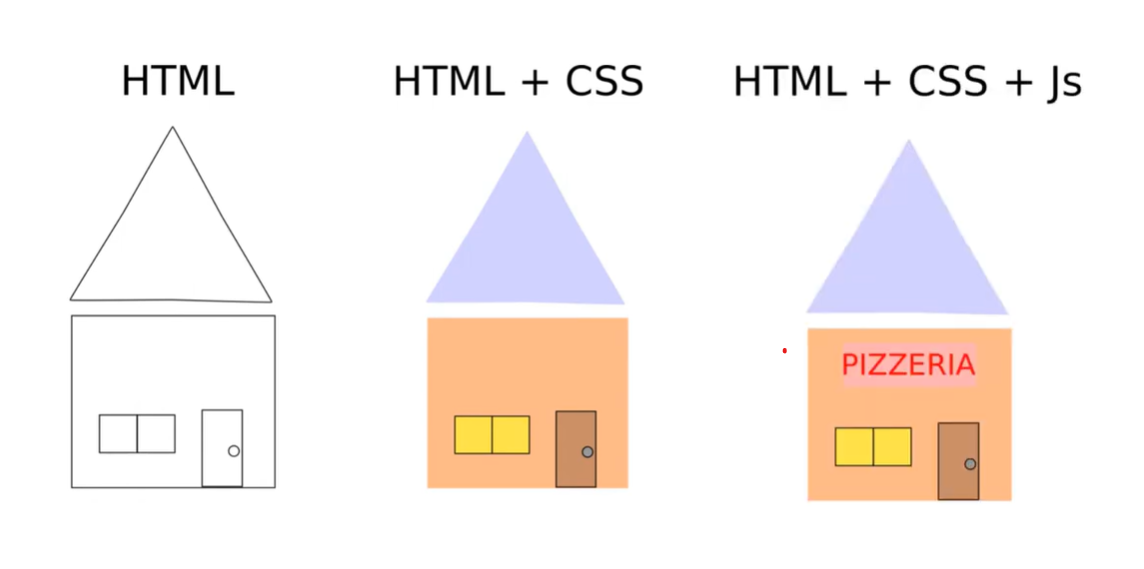 HTML
HTML + CSS
HTML + CSS + Js
PIZZERIA